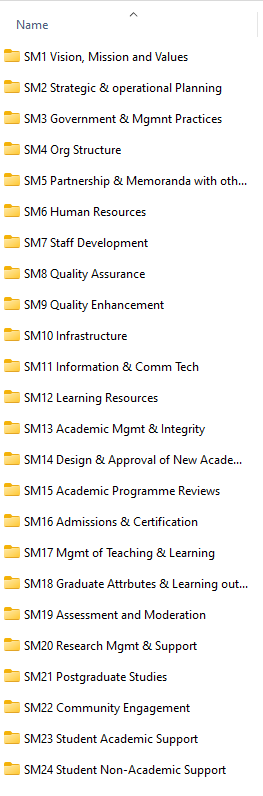 Name
SM1 Vision, Mission and Values
SM2 Strategic & operational Planning
SM3 Government & Mgmnt Practices
SM4 Org Structure
SM5 Partnership & Memoranda with oth...
SM6 Human Resources
SM7 Staff Development
SM8 Quality Assurance
SM9 Quality Enhancement
SM10 Infrastructure
SM11 Information & Comm Tech
SM12 Learning Resources
SM13 Academic Mgmt & Integrity
SM14 Design & Approval of New Acade...
SM15 Academic Programme Reviews
SM16 Admissions & Certification
SM17 Mgmt of Teaching & Learning
SM18 Graduate Attrbutes & Learning out...
SM19 Assessment and Moderation
SM20 Research Mgmt & Support
SM21 Postgraduate Studies
SM22 Community Engagement
SM23 Student Academic Support
SM24 Student Non-Academic Support